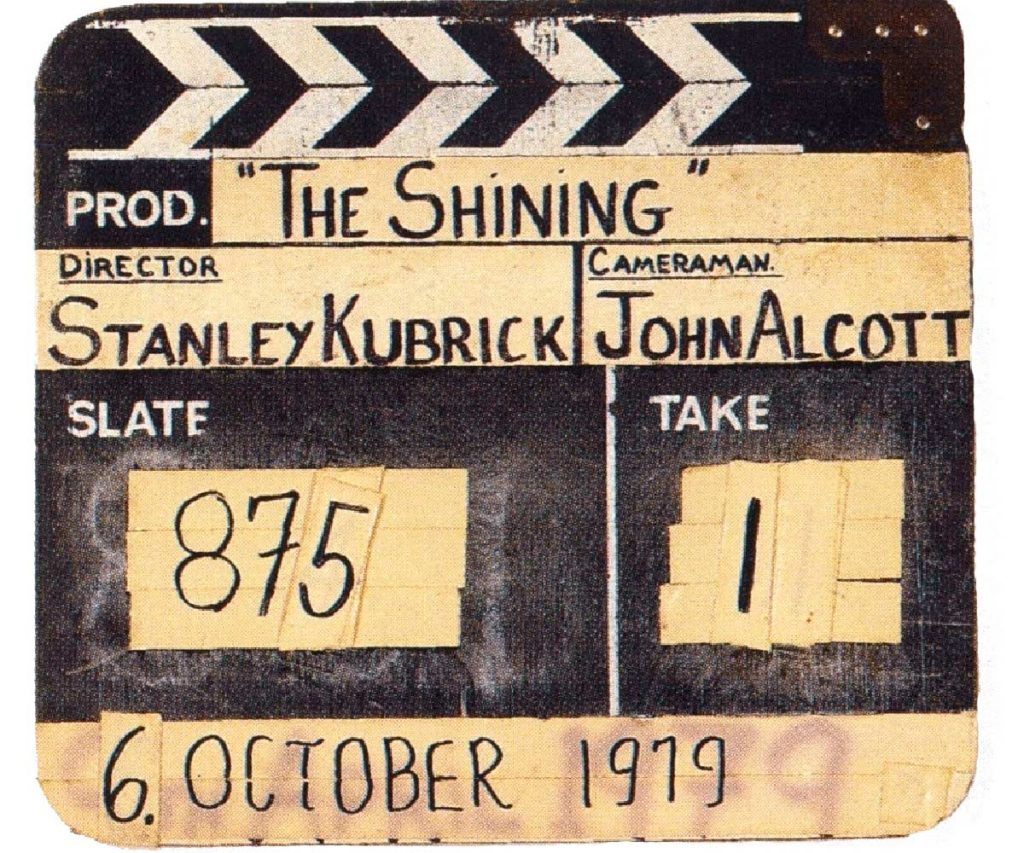 PROD. "THE SHINING"
DIRECTOR CAMERAMAN.
STANLEY KUBRICK JOHN ALCOTT
SLATE TAKE
875 1
6. OCTOBER 1979